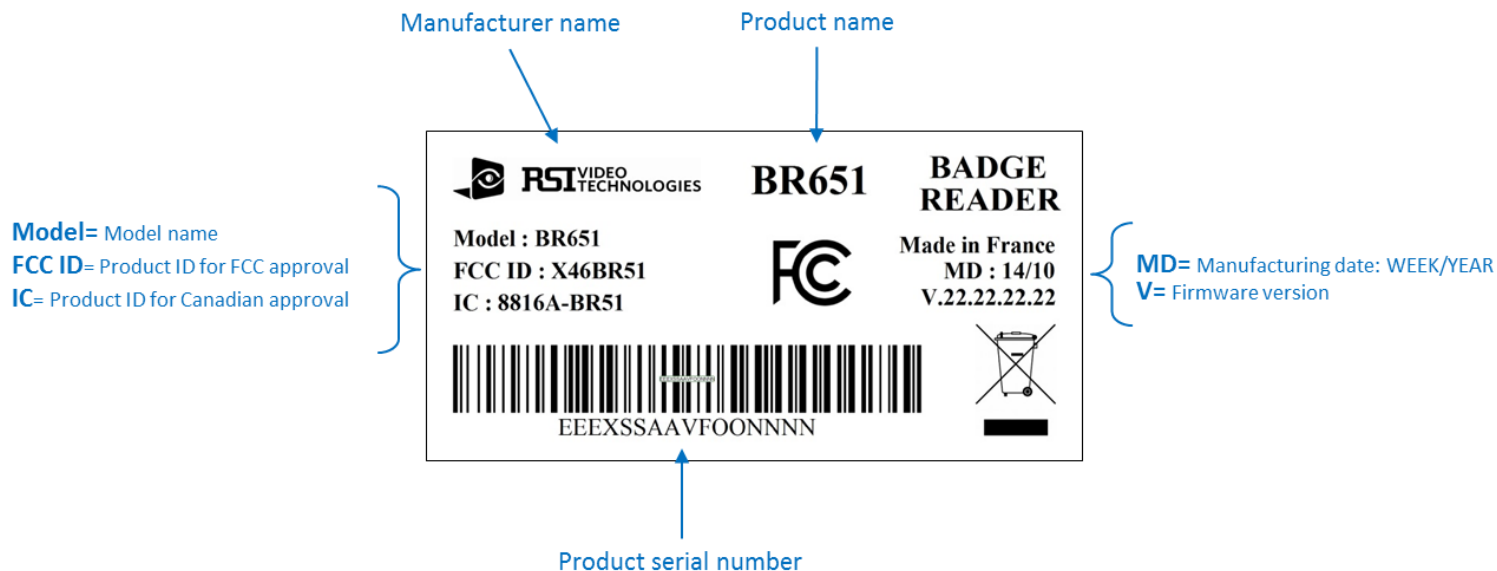 Manufacturer name
Product name
RSI VIDEO TECHNOLOGIES
BR651
BADGE
READER
Model= Model name
FCC ID= Product ID for FCC approval
IC= Product ID for Canadian approval
Model : BR651
FCC ID : X46BR51
IC : 8816A-BR51
FC
Made in France
MD : 14/10
V.22.22.22.22
MD= Manufacturing date: WEEK/YEAR
V= Firmware version
EEEXSSAAVFOONNNN
Product serial number